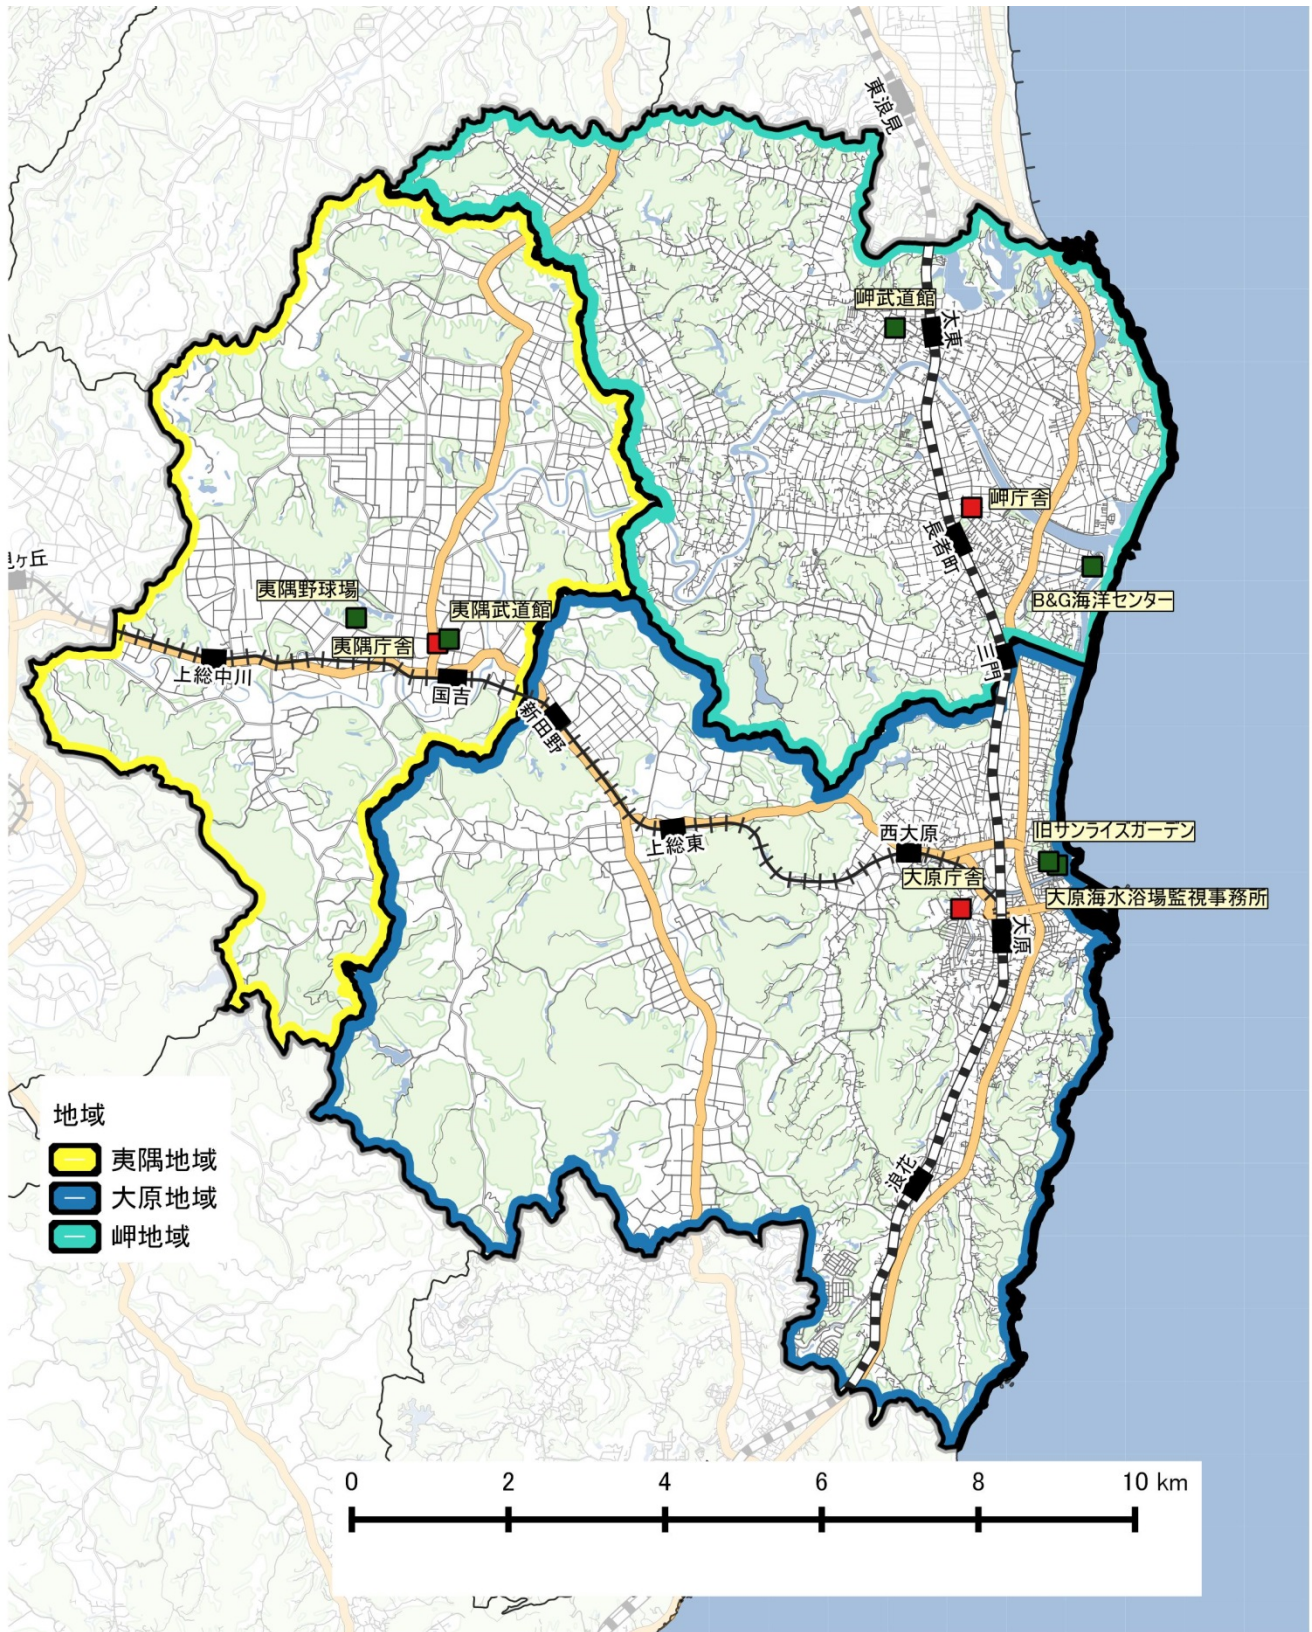 東浪見
岬武道館
太東
岬庁舎
長者町
B&G海洋センター
夷隅野球場
夷隅武道館
夷隅庁舎
上総中川
国吉
三門
新田野
上総東
西大原
旧サンライズガーデン
大原庁舎
大原海水浴場監視事務所
大原
浪花
地域
夷隅地域
大原地域
岬地域
0 2 4 6 8 10 km